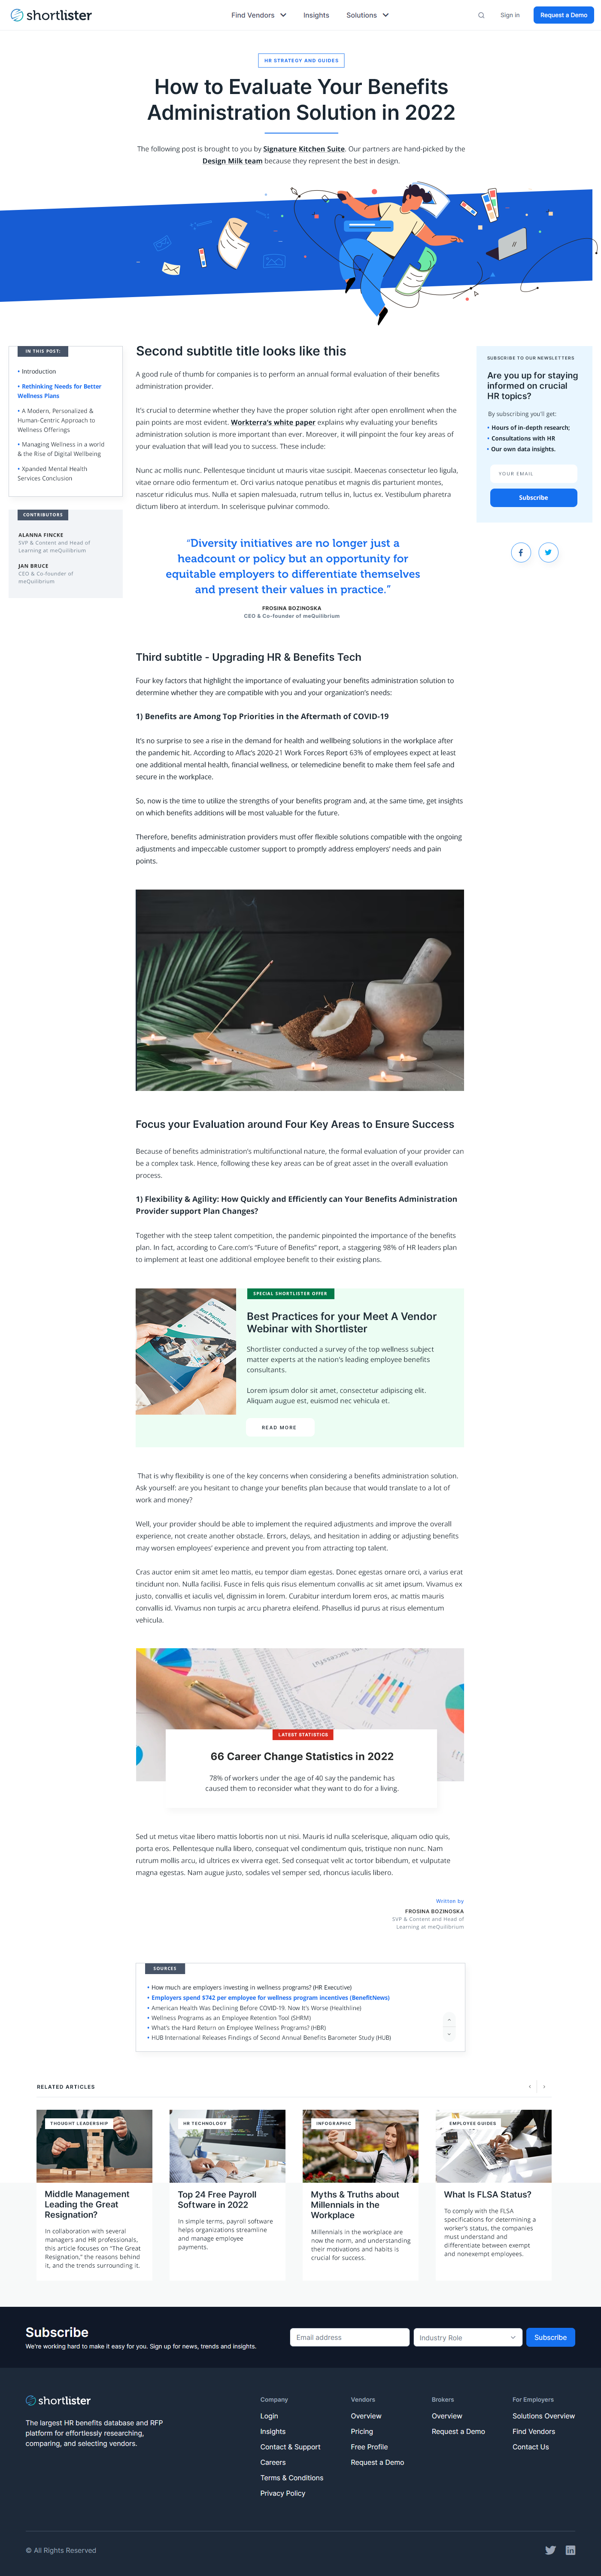 shortlister
Find Vendors
Insights
Solutions
Sign in
Request a Demo
HR STRATEGY AND GUIDES
How to Evaluate Your Benefits
Administration Solution in 2022
The following post is brought to you by Signature Kitchen Suite. Our partners are hand-picked by the
Design Milk team because they represent the best in design.
IN THIS POST:
• Introduction
• Rethinking Needs for Better
Wellness Plans
• A Modern, Personalized &
Human-Centric Approach to
Wellness Offerings
• Managing Wellness in a world
& the Rise of Digital Wellbeing
• Xpanded Mental Health
Services Conclusion
CONTRIBUTORS
ALANNA FINCKE
SVP & Content and Head of
Learning at meQuilibrium
JAN BRUCE
CEO & Co-founder of
meQuilibrium
Second subtitle title looks like this
A good rule of thumb for companies is to perform an annual formal evaluation of their benefits
administration provider.
It's crucial to determine whether they have the proper solution right after open enrollment when the
pain points are most evident. Workterra's white paper explains why evaluating your benefits
administration solution is more important than ever. Moreover, it will pinpoint the four key areas of
your evaluation that will lead you to success. These include:
Nunc ac mollis nunc. Pellentesque tincidunt ut mauris vitae suscipit. Maecenas consectetur leo ligula,
vitae ornare odio fermentum et. Orci varius natoque penatibus et magnis dis parturient montes,
nascetur ridiculus mus. Nulla et sapien malesuada, rutrum tellus in, luctus ex. Vestibulum pharetra
dictum libero at interdum. In scelerisque pulvinar commodo.
“Diversity initiatives are no longer just a
headcount or policy but an opportunity for
equitable employers to differentiate themselves
and present their values in practice.”
FROSINA BOZINOSKA
CEO & Co-founder of meQuilibrium
SUBSCRIBE TO OUR NEWSLETTERS
Are you up for staying
informed on crucial
HR topics?
By subscribing you'll get:
• Hours of in-depth research;
• Consultations with HR
• Our own data insights.
YOUR EMAIL
Subscribe
Third subtitle - Upgrading HR & Benefits Tech
Four key factors that highlight the importance of evaluating your benefits administration solution to
determine whether they are compatible with you and your organization's needs:
1) Benefits are Among Top Priorities in the Aftermath of COVID-19
It's no surprise to see a rise in the demand for health and wellbeing solutions in the workplace after
the pandemic hit. According to Aflac's 2020-21 Work Forces Report 63% of employees expect at least
one additional mental health, financial wellness, or telemedicine benefit to make them feel safe and
secure in the workplace.
So, now is the time to utilize the strengths of your benefits program and, at the same time, get insights
on which benefits additions will be most valuable for the future.
Therefore, benefits administration providers must offer flexible solutions compatible with the ongoing
adjustments and impeccable customer support to promptly address employers' needs and pain
points.
Focus your Evaluation around Four Key Areas to Ensure Success
Because of benefits administration's multifunctional nature, the formal evaluation of your provider can
be a complex task. Hence, following these key areas can be of great asset in the overall evaluation
process.
1) Flexibility & Agility: How Quickly and Efficiently can Your Benefits Administration
Provider support Plan Changes?
Together with the steep talent competition, the pandemic pinpointed the importance of the benefits
plan. In fact, according to Care.com's “Future of Benefits” report, a staggering 98% of HR leaders plan
to implement at least one additional employee benefit to their existing plans.
SPECIAL SHORTLISTER OFFER
Best Practices for your Meet A Vendor
Webinar with Shortlister
Shortlister conducted a survey of the top wellness subject
matter experts at the nation's leading employee benefits
consultants.
Lorem ipsum dolor sit amet, consectetur adipiscing elit.
Aliquam augue est, euismod nec vehicula et.
READ MORE
That is why flexibility is one of the key concerns when considering a benefits administration solution.
Ask yourself: are you hesitant to change your benefits plan because that would translate to a lot of
work and money?
Well, your provider should be able to implement the required adjustments and improve the overall
experience, not create another obstacle. Errors, delays, and hesitation in adding or adjusting benefits
may worsen employees' experience and prevent you from attracting top talent.
Cras auctor enim sit amet leo mattis, eu tempor diam egestas. Donec egestas ornare orci, a varius erat
tincidunt non. Nulla facilisi. Fusce in felis quis risus elementum convallis ac sit amet ipsum. Vivamus ex
justo, convallis et iaculis vel, dignissim in lorem. Curabitur interdum lorem eros, ac mattis mauris
convallis id. Vivamus non turpis ac arcu pharetra eleifend. Phasellus id purus at risus elementum
vehicula.
LATEST STATISTICS
66 Career Change Statistics in 2022
78% of workers under the age of 40 say the pandemic has
caused them to reconsider what they want to do for a living.
Sed ut metus vitae libero mattis lobortis non ut nisi. Mauris id nulla scelerisque, aliquam odio quis,
porta eros. Pellentesque nulla libero, consequat vel condimentum quis, tristique non nunc. Nam
rutrum mollis arcu, id ultrices ex viverra eget. Sed consequat velit ac tortor bibendum, et vulputate
magna egestas. Nam augue justo, sodales vel semper sed, rhoncus iaculis libero.
Written by
FROSINA BOZINOSKA
SVP & Content and Head of
Learning at meQuilibrium
SOURCES
• How much are employers investing in wellness programs? (HR Executive)
• Employers spend $742 per employee for wellness program incentives (BenefitNews)
• American Health Was Declining Before COVID-19. Now It's Worse (Healthline)
• Wellness Programs as an Employee Retention Tool (SHRM)
• What's the Hard Return on Employee Wellness Programs? (HBR)
• HUB International Releases Findings of Second Annual Benefits Barometer Study (HUB)
RELATED ARTICLES
THOUGHT LEADERSHIP
Middle Management
Leading the Great
Resignation?
In collaboration with several
managers and HR professionals,
this article focuses on "The Great
Resignation," the reasons behind
it, and the trends surrounding it.
HR TECHNOLOGY
Top 24 Free Payroll
Software in 2022
In simple terms, payroll software
helps organizations streamline
and manage employee
payments.
INFOGRAPHIC
Myths & Truths about
Millennials in the
Workplace
Millennials in the workplace are
now the norm, and understanding
their motivations and habits is
crucial for success.
EMPLOYEE GUIDES
What Is FLSA Status?
To comply with the FLSA
specifications for determining a
worker's status, the companies
must understand and
differentiate between exempt
and nonexempt employees.
Subscribe
We're working hard to make it easy for you. Sign up for news, trends and insights.
Email address
Industry Role
Subscribe
shortlister
The largest HR benefits database and RFP
platform for effortlessly researching,
comparing, and selecting vendors.
Company
Login
Insights
Contact & Support
Careers
Terms & Conditions
Privacy Policy
Vendors
Overview
Pricing
Free Profile
Request a Demo
Brokers
Overview
Request a Demo
For Employers
Solutions Overview
Find Vendors
Contact Us
© All Rights Reserved